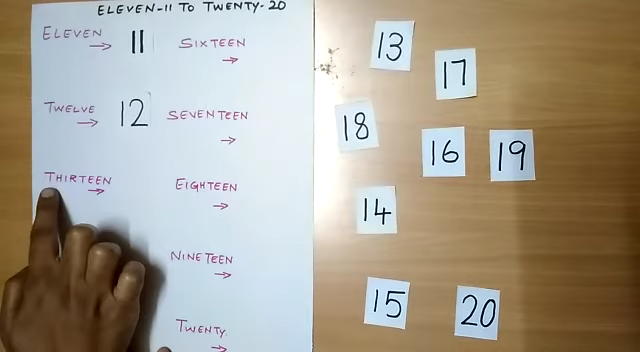 ELEVEN-11 TO TWENTY-20
ELEVEN → 11
TWELVE → 12
THIRTEEN →
SIXTEEN →
SEVENTEEN →
EIGHTEEN →
NINETEEN →
TWENTY. →
13
17
18
16
19
14
15
20